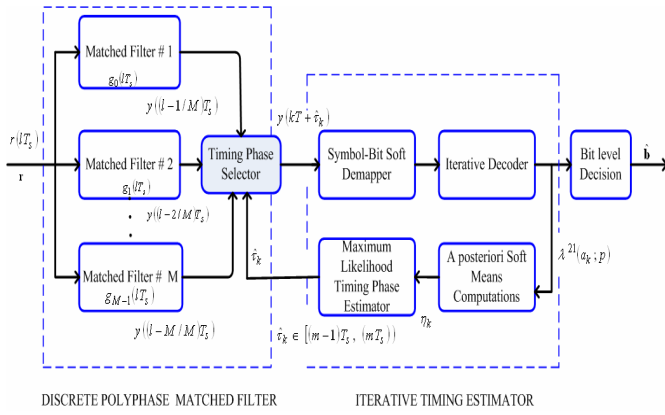 Matched Filter # 1
g₀(lTₛ)
y((l−1/M)Tₛ)
r(lTₛ)
r
Matched Filter # 2
g₁(lTₛ)
y((l−2/M)Tₛ)
Matched Filter # M
g_{M−1}(lTₛ)
y((l−M/M)Tₛ)
Timing Phase
Selector
τ̂ₖ
y(kT + τ̂ₖ)
Symbol-Bit Soft
Demapper
Iterative Decoder
Bit level
Decision
b̂
λ²¹(aₖ; p)
Maximum
Likelihood
Timing Phase
Estimator
A posteriori Soft
Means
Computations
ηₖ
τ̂ₖ ∈ [(m−1)Tₛ , (mTₛ))
DISCRETE POLYPHASE MATCHED FILTER
ITERATIVE TIMING ESTIMATOR